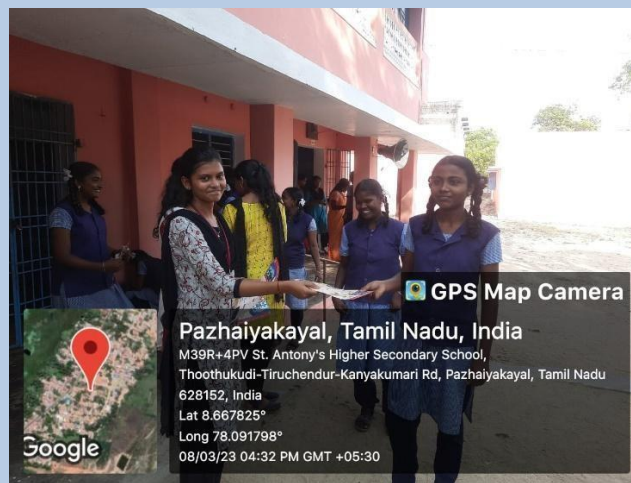 GPS Map Camera
Pazhaiyakayal, Tamil Nadu, India
M39R+4PV St. Antony's Higher Secondary School,
Thoothukudi-Tiruchendur-Kanyakumari Rd, Pazhaiyakayal, Tamil Nadu
628152, India
Lat 8.667825°
Long 78.091798°
08/03/23 04:32 PM GMT +05:30
Google